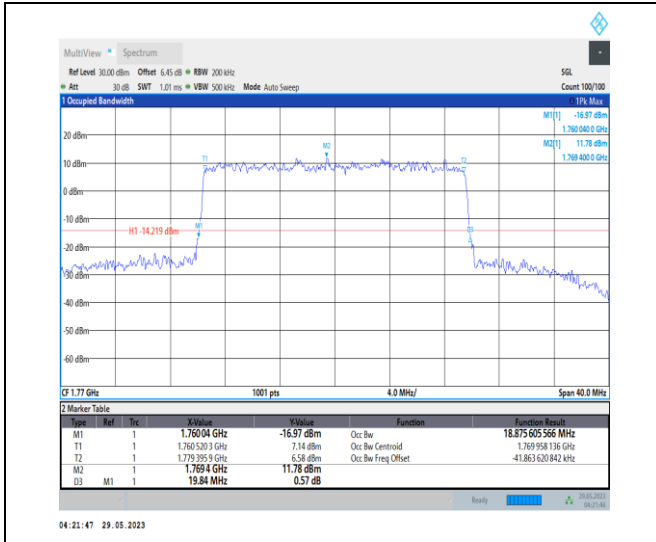 MultiView Spectrum
Ref Level 30.00 dBm Offset 6.45 dB RBW 200 kHz SGL
Att 30 dB SWT 1.01 ms VBW 500 kHz Mode Auto Sweep Count 100/100
1 Occupied Bandwidth 1Pk Max
M1[1] -16.97 dBm
1.760 040 0 GHz
M2[1] 11.78 dBm
1.769 400 0 GHz
20 dBm
M2
T1 T2
10 dBm
0 dBm
-10 dBm
M1 D3
H1 -14.219 dBm
-20 dBm
-30 dBm
-40 dBm
-50 dBm
-60 dBm
CF 1.77 GHz 1001 pts 4.0 MHz/ Span 40.0 MHz
2 Marker Table
Type Ref Trc X-Value Y-Value Function Function Result
M1 1 1.76004 GHz -16.97 dBm Occ Bw 18.875 605 566 MHz
T1 1 1.760 520 3 GHz 7.14 dBm Occ Bw Centroid 1.769 958 136 GHz
T2 1 1.779 395 9 GHz 6.58 dBm Occ Bw Freq Offset -41.863 620 842 kHz
M2 1 1.7694 GHz 11.78 dBm
D3 M1 1 19.84 MHz 0.57 dB
Ready 29.05.2023
04:21:46
04:21:47 29.05.2023